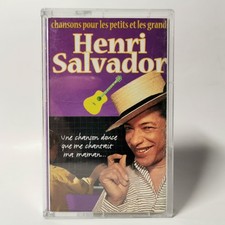 chansons pour les petits et les grand
Henri
Salvador
Une chanson douce
que me chantait
ma maman...